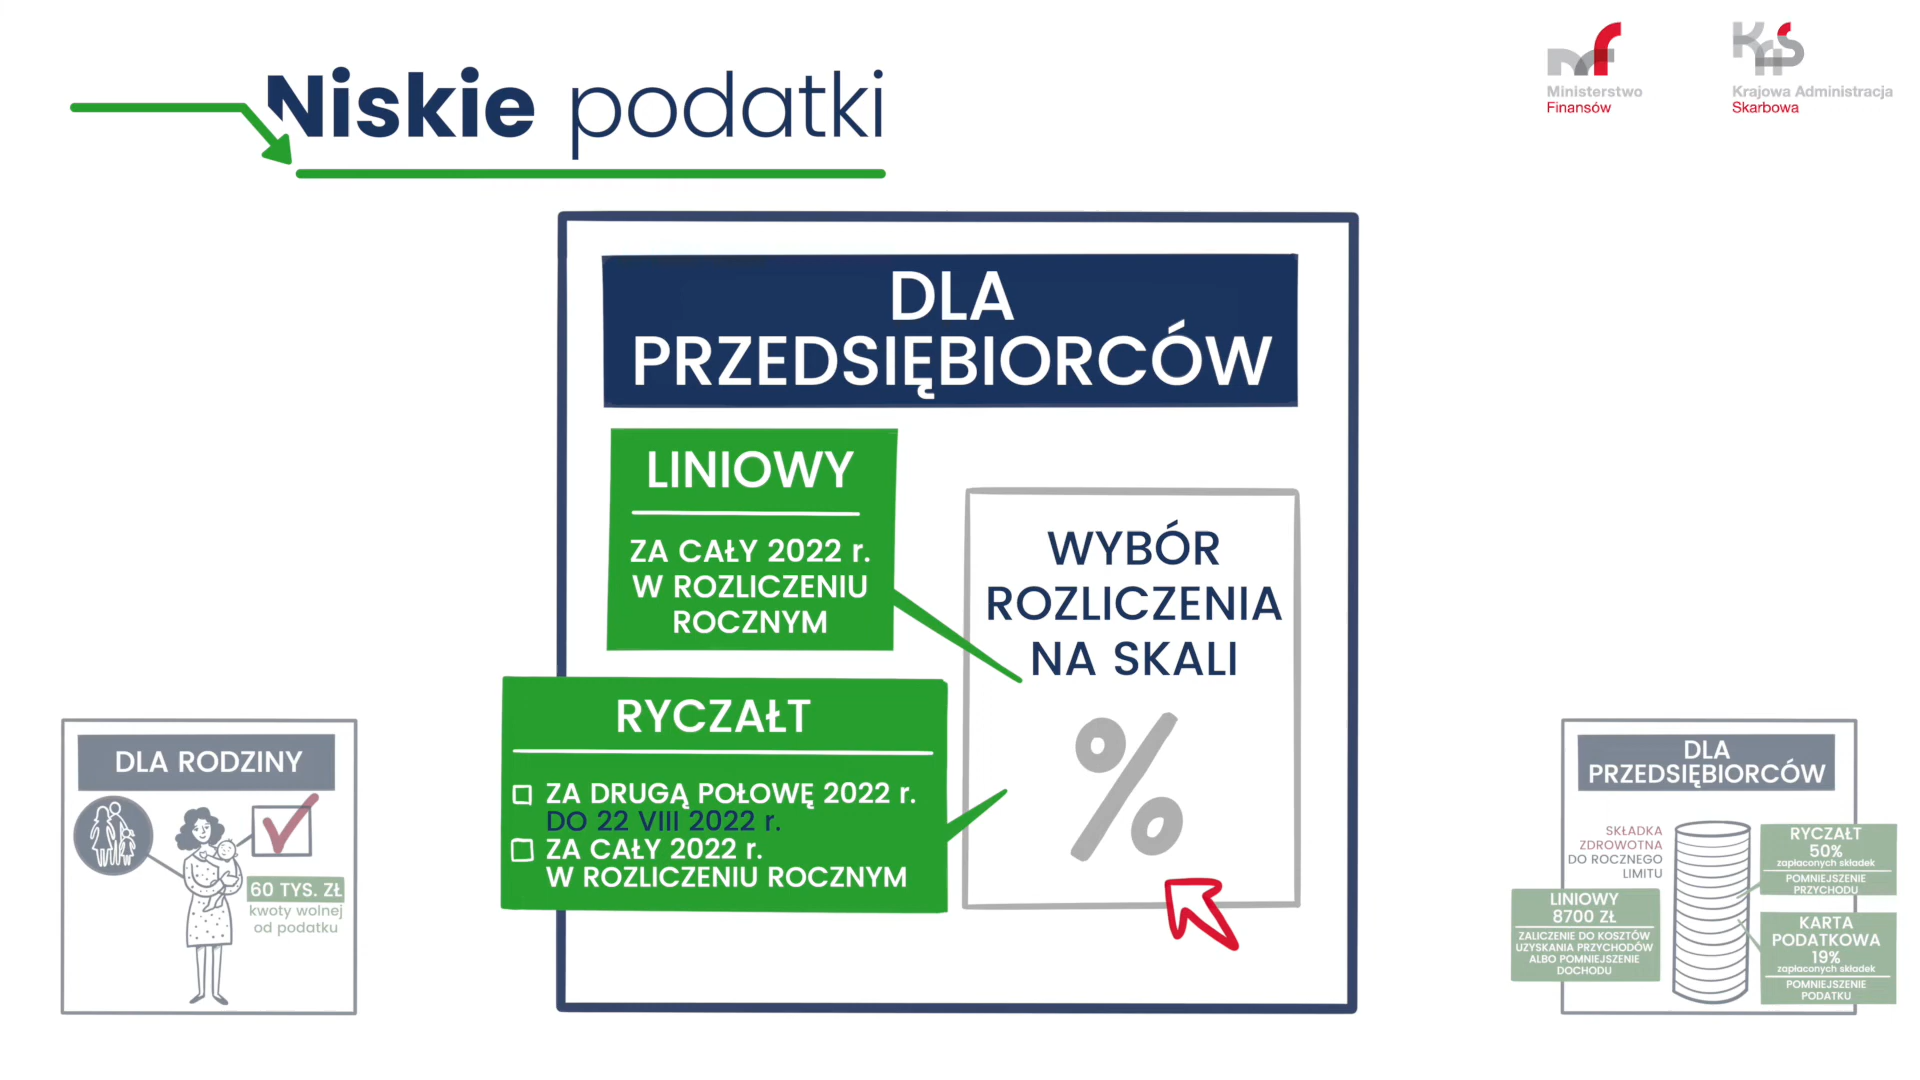 Niskie podatki
Ministerstwo
Finansów
Krajowa Administracja
Skarbowa
DLA
PRZEDSIĘBIORCÓW
LINIOWY
ZA CAŁY 2022 r.
W ROZLICZENIU
ROCZNYM
WYBÓR
ROZLICZENIA
NA SKALI
%
RYCZAŁT
ZA DRUGĄ POŁOWĘ 2022 r.
DO 22 VIII 2022 r.
ZA CAŁY 2022 r.
W ROZLICZENIU ROCZNYM
DLA RODZINY
60 TYS. ZŁ
kwoty wolnej
od podatku
DLA
PRZEDSIĘBIORCÓW
SKŁADKA
ZDROWOTNA
DO ROCZNEGO
LIMITU
RYCZAŁT
50%
zapłaconych składek
POMNIEJSZENIE
PRZYCHODU
LINIOWY
8700 ZŁ
ZALICZENIE DO KOSZTÓW
UZYSKANIA PRZYCHODÓW
ALBO POMNIEJSZENIE
DOCHODU
KARTA
PODATKOWA
19%
zapłaconych składek
POMNIEJSZENIE
PODATKU